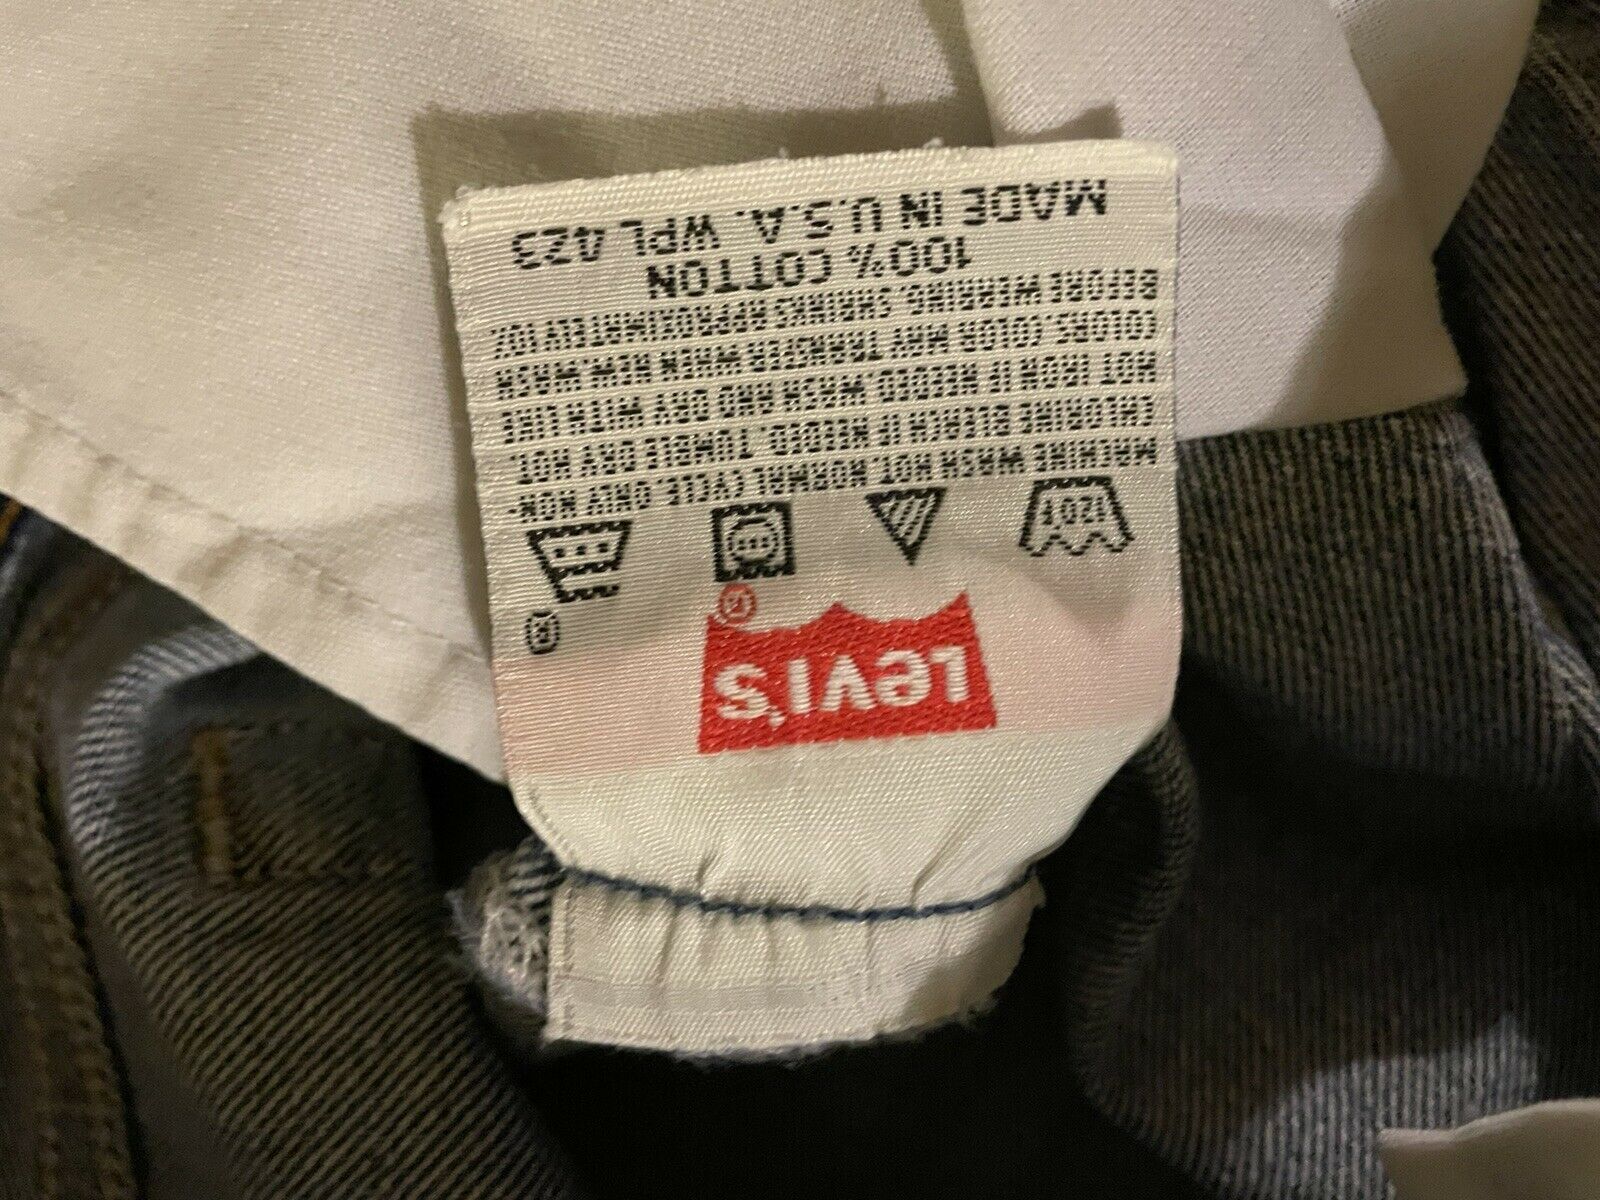 LEVI'S ®
®
120f
MACHINE WASH HOT, NORMAL CYCLE. ONLY NON-
CHLORINE BLEACH IF NEEDED. TUMBLE DRY HOT.
HOT IRON IF NEEDED. WASH AND DRY WITH LIKE
COLORS. COLOR MAY TRANSFER WHEN NEW. WASH
BEFORE WEARING. SHRINKS APPROXIMATELY 10%.
100% COTTON
MADE IN U.S.A. WPL 423